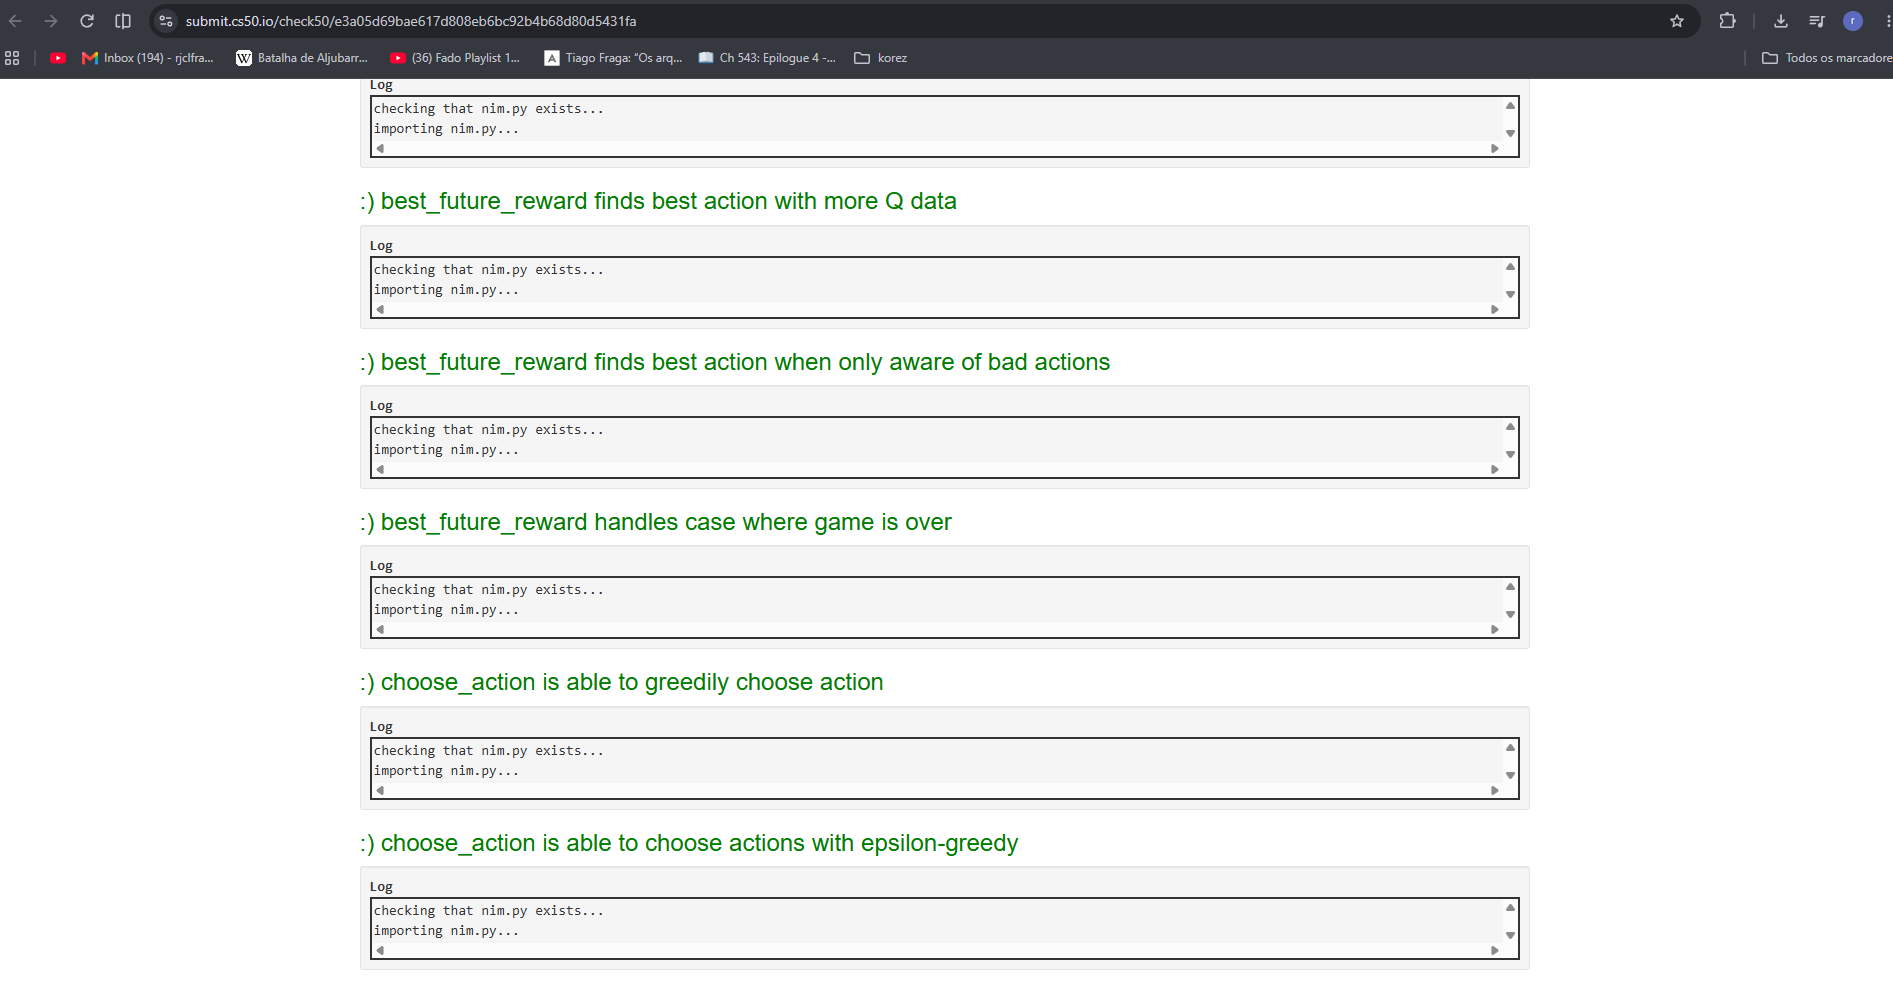 submit.cs50.io/check50/e3a05d69bae617d808eb6bc92b4b68d80d5431fa
r
Inbox (194) - rjclfra...
W
Batalha de Aljubarr...
(36) Fado Playlist 1...
A
Tiago Fraga: “Os arq...
Ch 543: Epilogue 4 -...
korez
Todos os marcadore
Log
checking that nim.py exists...
importing nim.py...
:) best_future_reward finds best action with more Q data
Log
checking that nim.py exists...
importing nim.py...
:) best_future_reward finds best action when only aware of bad actions
Log
checking that nim.py exists...
importing nim.py...
:) best_future_reward handles case where game is over
Log
checking that nim.py exists...
importing nim.py...
:) choose_action is able to greedily choose action
Log
checking that nim.py exists...
importing nim.py...
:) choose_action is able to choose actions with epsilon-greedy
Log
checking that nim.py exists...
importing nim.py...